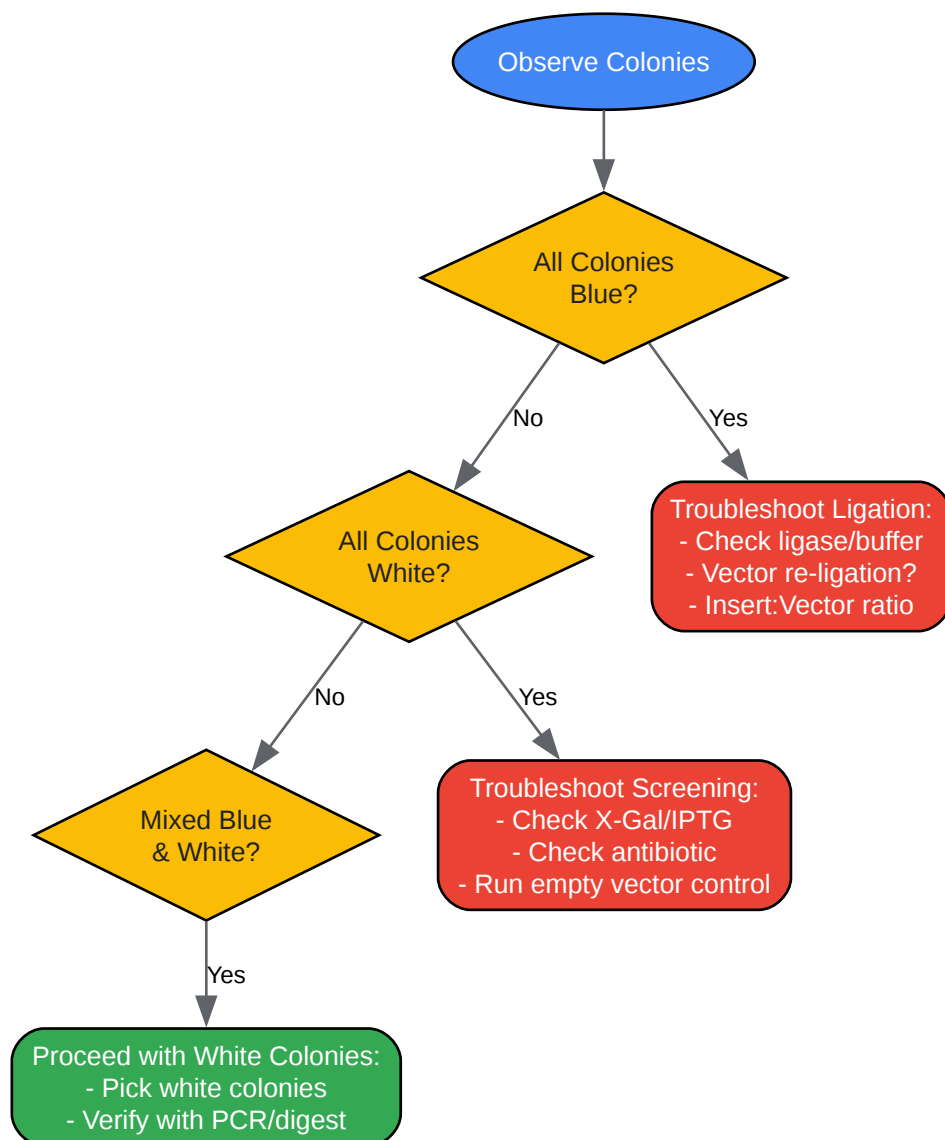 Observe Colonies
All Colonies
Blue?
No
Yes
All Colonies
White?
Troubleshoot Ligation:
- Check ligase/buffer
- Vector re-ligation?
- Insert:Vector ratio
No
Yes
Mixed Blue
& White?
Troubleshoot Screening:
- Check X-Gal/IPTG
- Check antibiotic
- Run empty vector control
Yes
Proceed with White Colonies:
- Pick white colonies
- Verify with PCR/digest